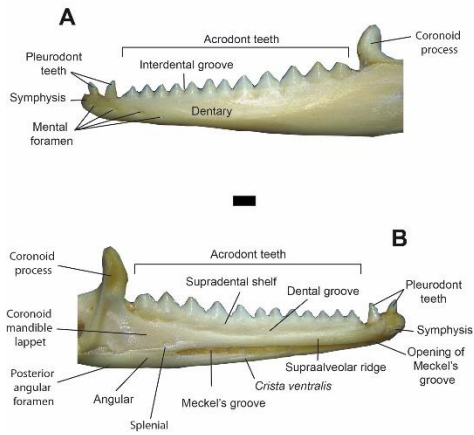 A
Acrodont teeth
Coronoid
process
Pleurodont
teeth
Interdental groove
Symphysis
Mental
foramen
Dentary
B
Acrodont teeth
Coronoid
process
Supradental shelf
Dental groove
Pleurodont
teeth
Coronoid
mandible
lappet
Symphysis
Opening of
Meckel's
groove
Posterior
angular
foramen
Angular
Splenial
Meckel's groove
Crista ventralis
Supraalveolar ridge